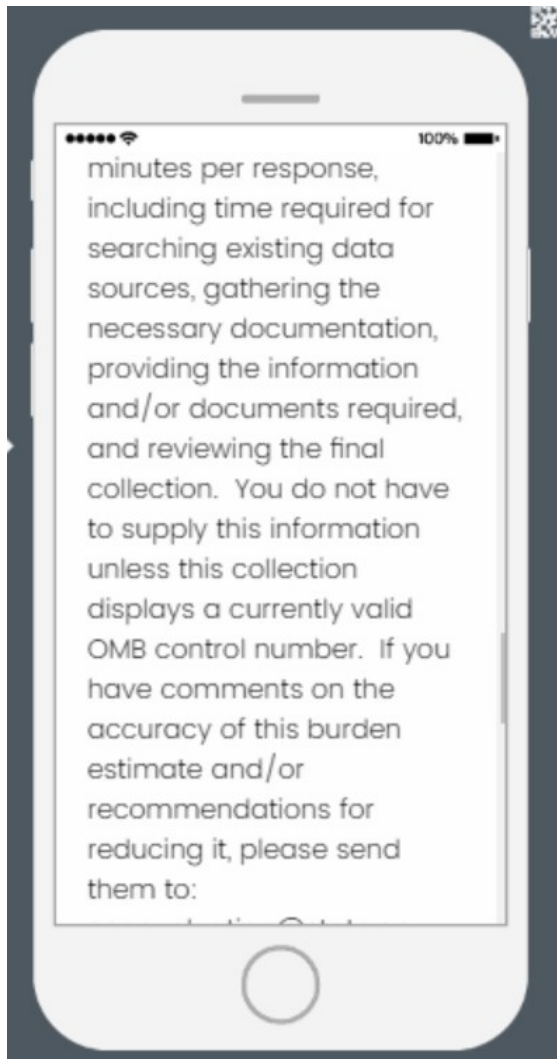 100%
minutes per response,
including time required for
searching existing data
sources, gathering the
necessary documentation,
providing the information
and/or documents required,
and reviewing the final
collection.  You do not have
to supply this information
unless this collection
displays a currently valid
OMB control number.  If you
have comments on the
accuracy of this burden
estimate and/or
recommendations for
reducing it, please send
them to: